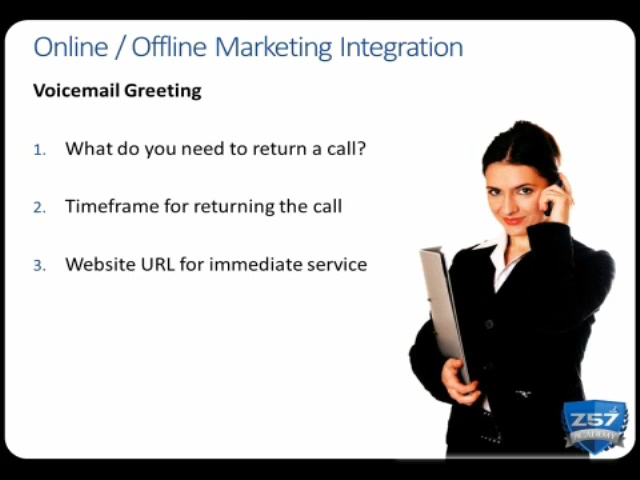 Online / Offline Marketing Integration
Voicemail Greeting
1. What do you need to return a call?
2. Timeframe for returning the call
3. Website URL for immediate service
Z57
ACADEMY